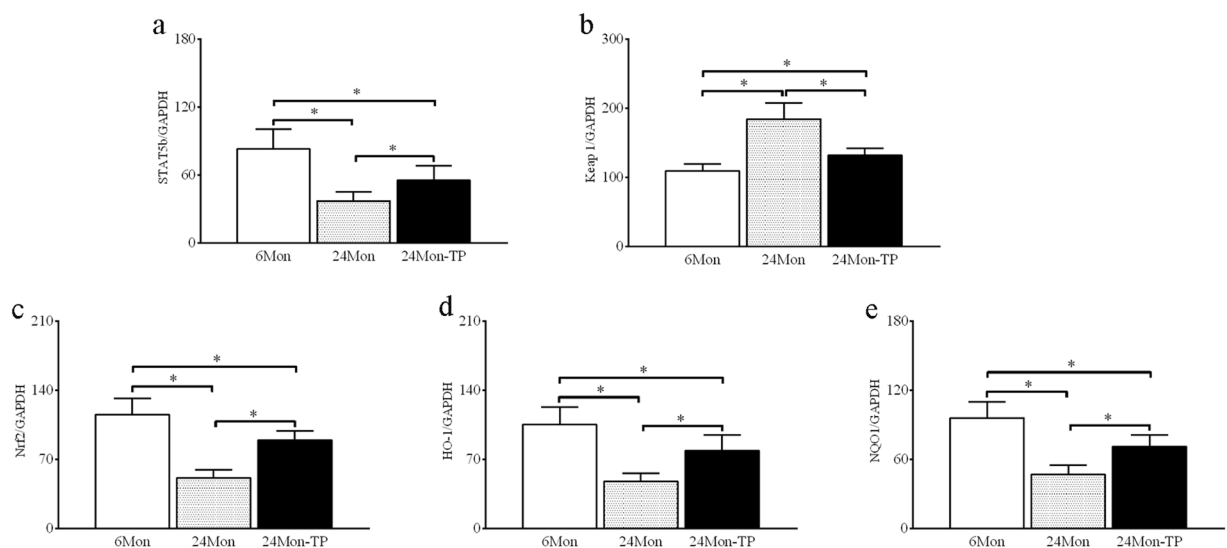 a
180
120
60
0
STAT5b/GAPDH
*
*
*
6Mon 24Mon 24Mon-TP
b
300
200
100
0
Keap 1/GAPDH
*
*
*
6Mon 24Mon 24Mon-TP
c
210
140
70
0
Nrf2/GAPDH
*
*
*
6Mon 24Mon 24Mon-TP
d
210
140
70
0
HO-1/GAPDH
*
*
*
6Mon 24Mon 24Mon-TP
e
180
120
60
0
NQO1/GAPDH
*
*
*
6Mon 24Mon 24Mon-TP